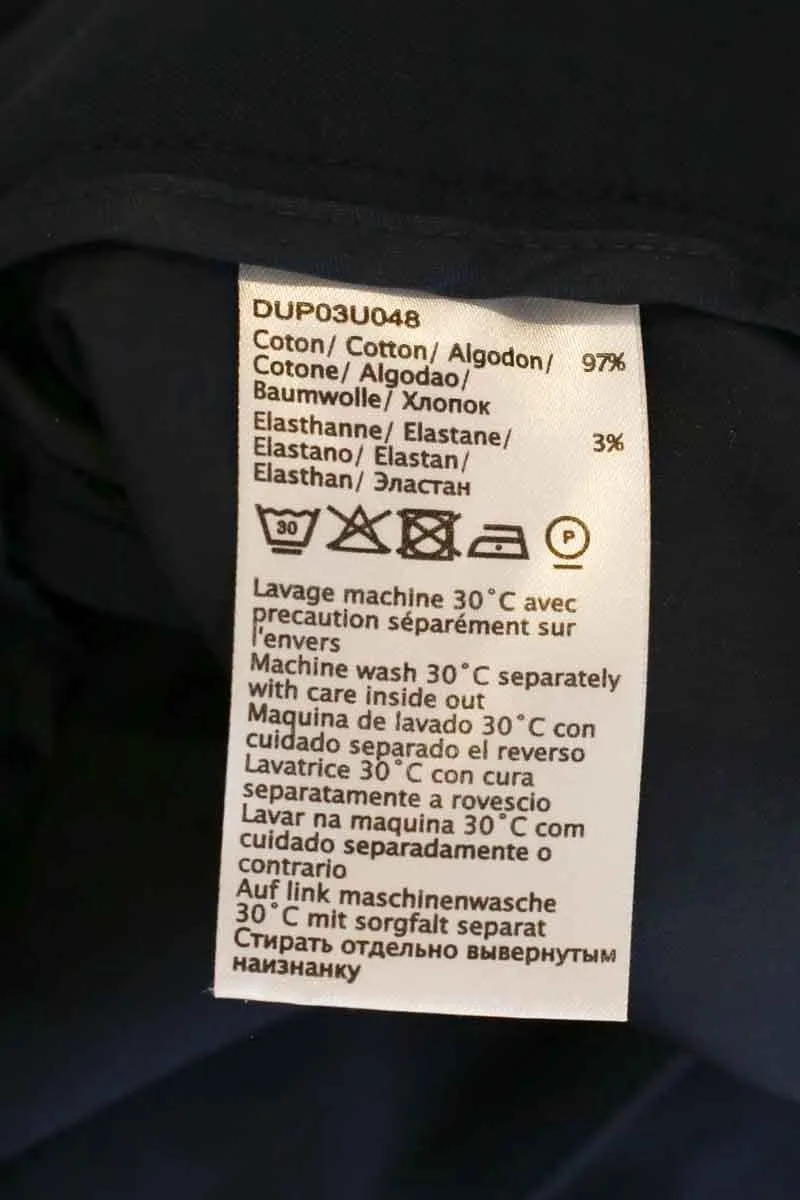 DUP03U048
Coton/ Cotton/ Algodon/ 97%
Cotone/ Algodao/
Baumwolle/ Хлопок
Elasthanne/ Elastane/ 3%
Elastano/ Elastan/
Elasthan/ Эластан
30 P
Lavage machine 30°C avec
precaution séparément sur
l'envers
Machine wash 30°C separately
with care inside out
Maquina de lavado 30°C con
cuidado separado el reverso
Lavatrice 30°C con cura
separatamente a rovescio
Lavar na maquina 30°C com
cuidado separadamente o
contrario
Auf link maschinenwasche
30°C mit sorgfalt separat
Стирать отдельно вывернутым
наизнанку